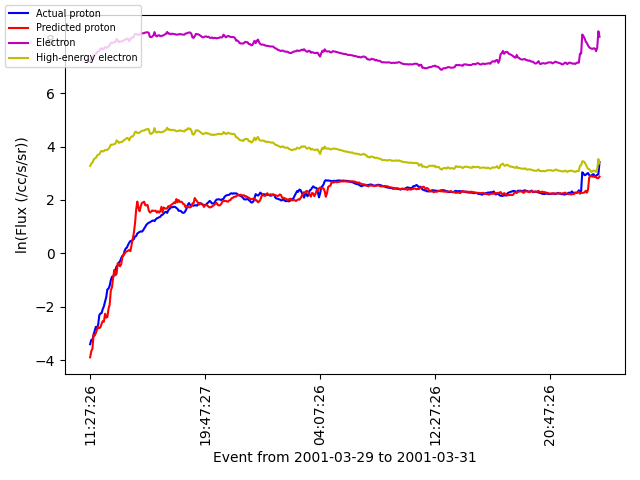 Actual proton
Predicted proton
Electron
High-energy electron
6
4
2
0
−2
−4
ln(Flux (/cc/s/sr))
11:27:26
19:47:27
04:07:26
12:27:26
20:47:26
Event from 2001-03-29 to 2001-03-31